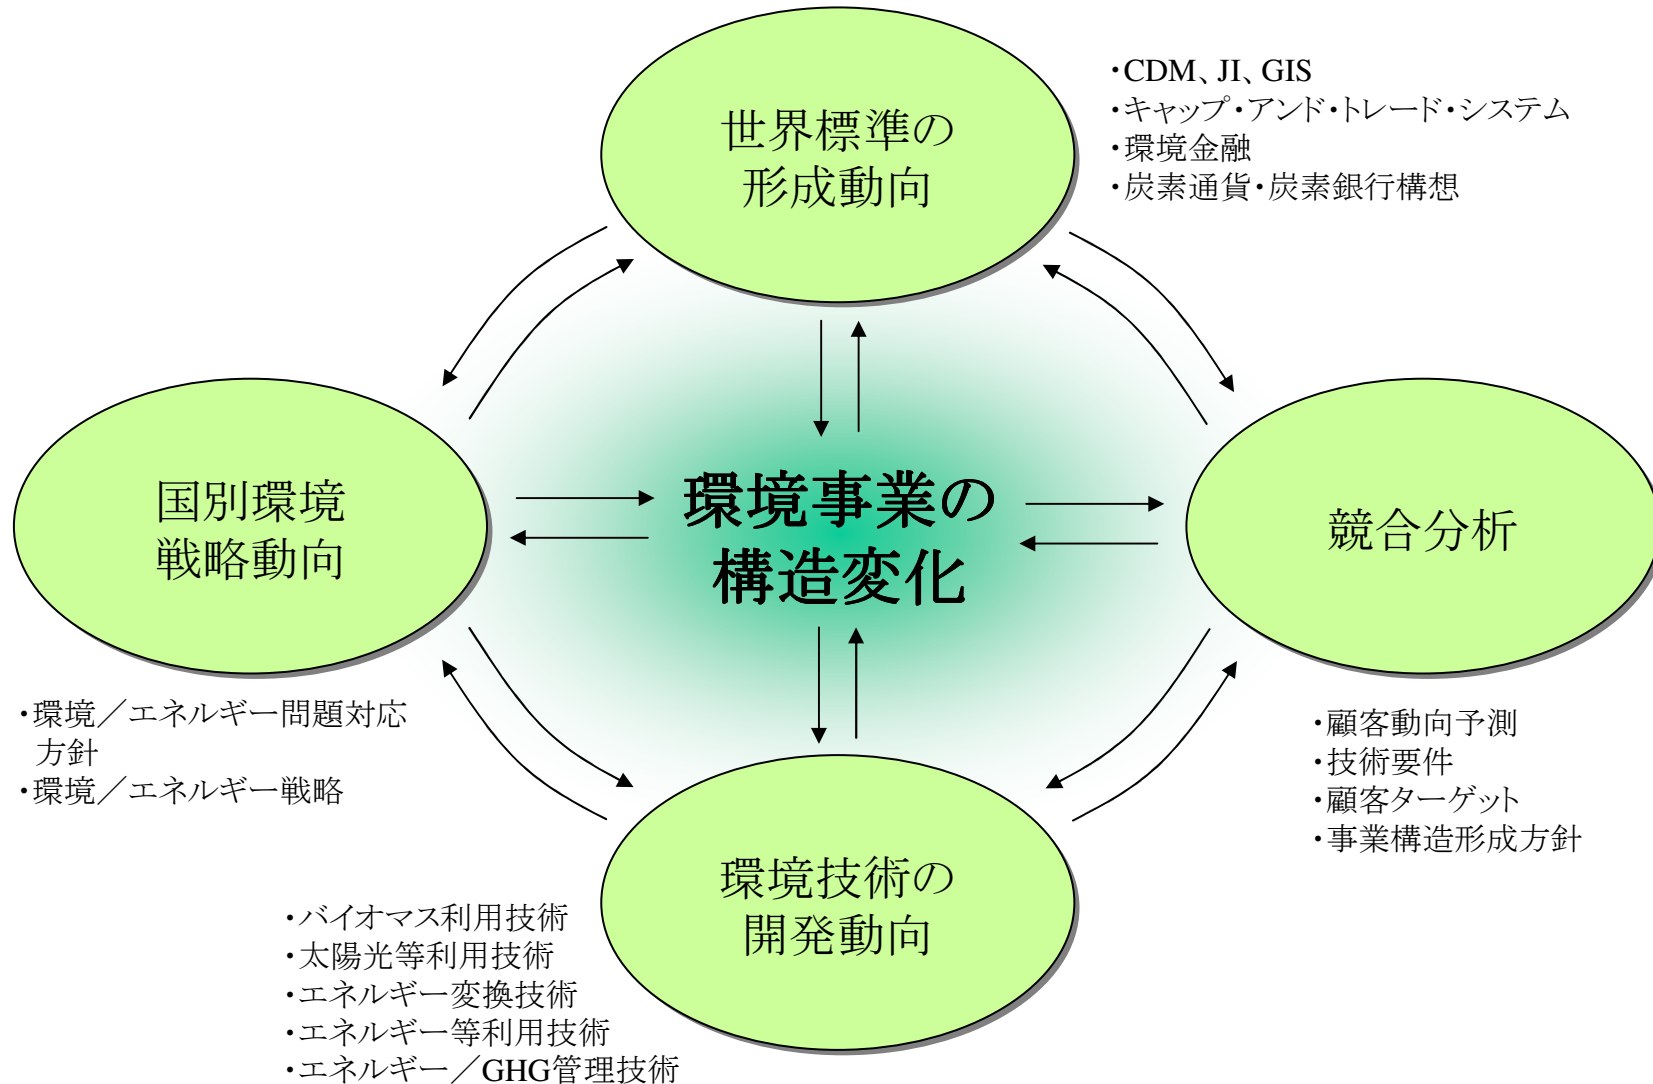 世界標準の
形成動向
・CDM、JI、GIS
・キャップ・アンド・トレード・システム
・環境金融
・炭素通貨・炭素銀行構想
国別環境
戦略動向
環境事業の
構造変化
競合分析
・環境／エネルギー問題対応
方針
・環境／エネルギー戦略
・顧客動向予測
・技術要件
・顧客ターゲット
・事業構造形成方針
環境技術の
開発動向
・バイオマス利用技術
・太陽光等利用技術
・エネルギー変換技術
・エネルギー等利用技術
・エネルギー／GHG管理技術